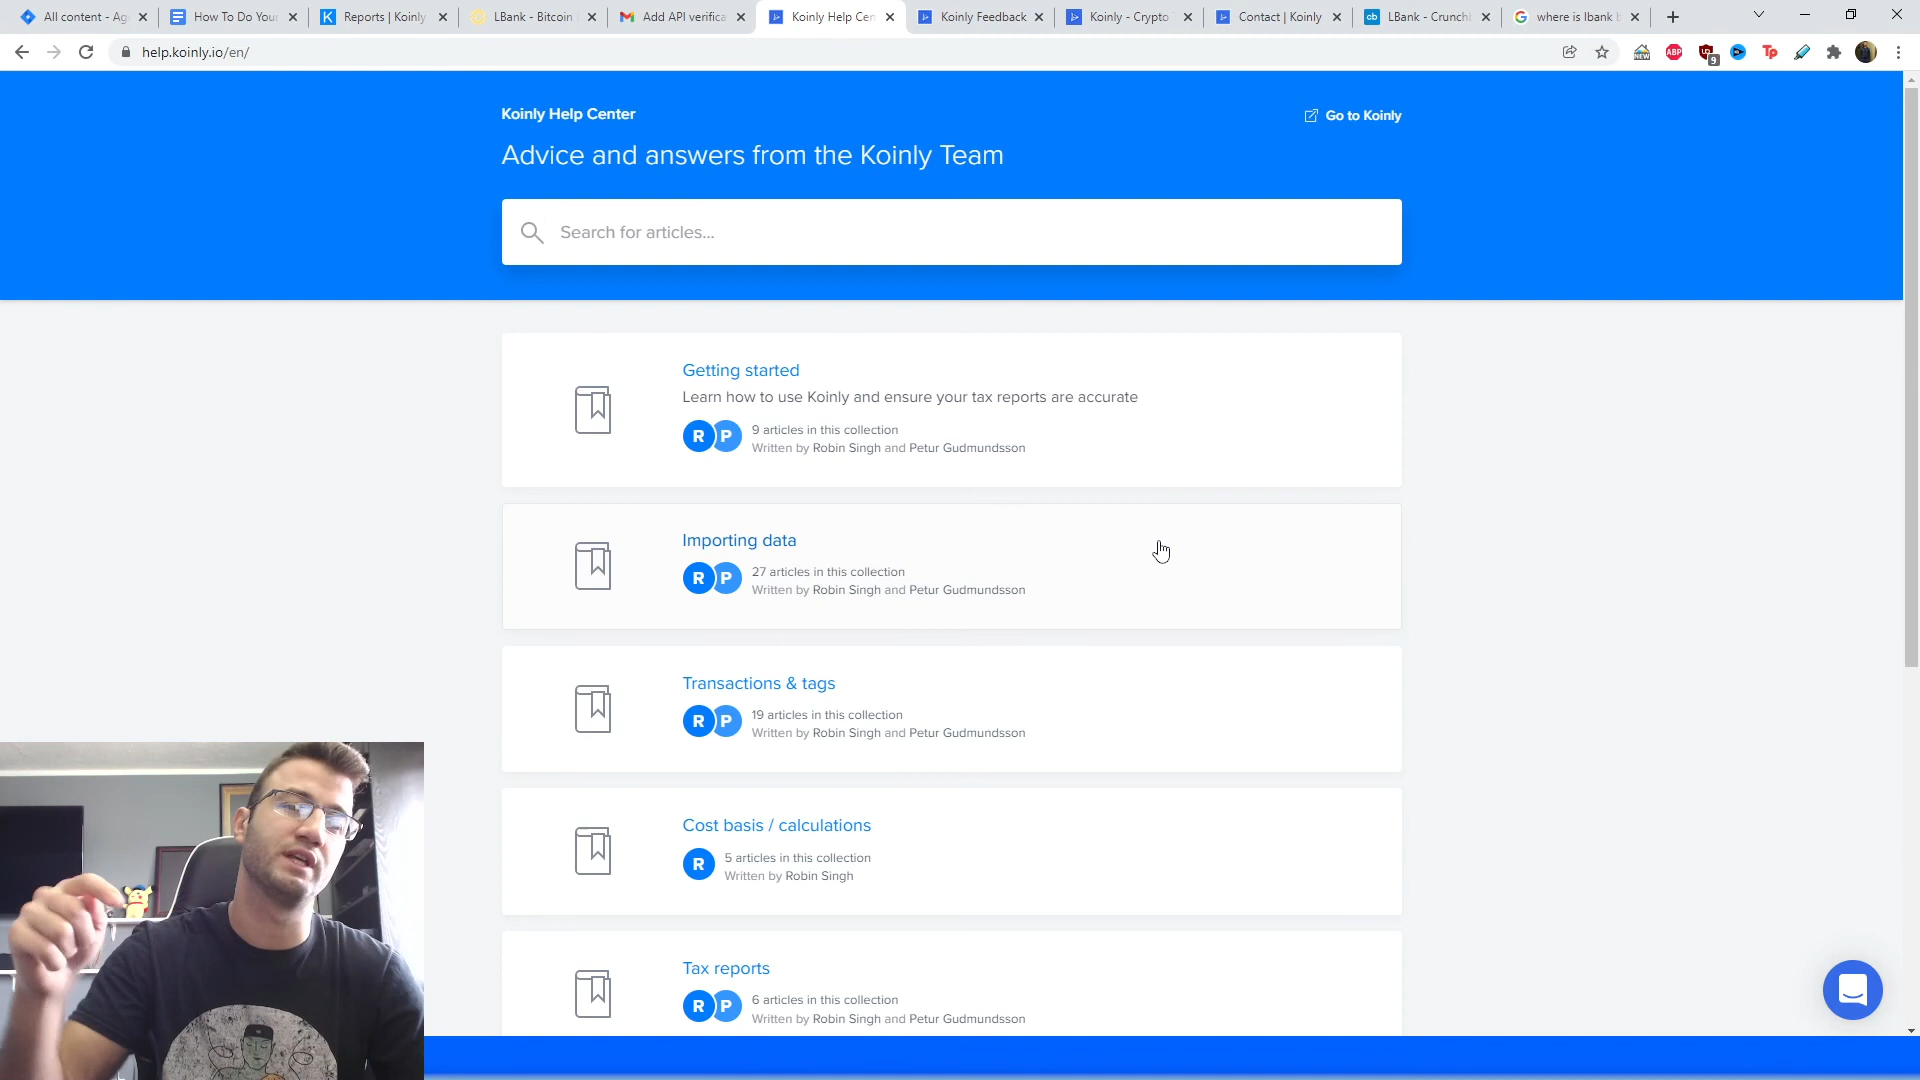 All content - Ag
How To Do Your
Reports | Koinly
LBank - Bitcoin
Add API verifica
Koinly Help Cen
Koinly Feedback
Koinly - Crypto T
Contact | Koinly
LBank - Crunchb
where is lbank b
help.koinly.io/en/
NEW
ABP
9
Tp
Koinly Help Center
Go to Koinly
Advice and answers from the Koinly Team
Search for articles...
Getting started
Learn how to use Koinly and ensure your tax reports are accurate
R P
9 articles in this collection
Written by Robin Singh and Petur Gudmundsson
Importing data
R P
27 articles in this collection
Written by Robin Singh and Petur Gudmundsson
Transactions & tags
R P
19 articles in this collection
Written by Robin Singh and Petur Gudmundsson
Cost basis / calculations
R
5 articles in this collection
Written by Robin Singh
Tax reports
R P
6 articles in this collection
Written by Robin Singh and Petur Gudmundsson